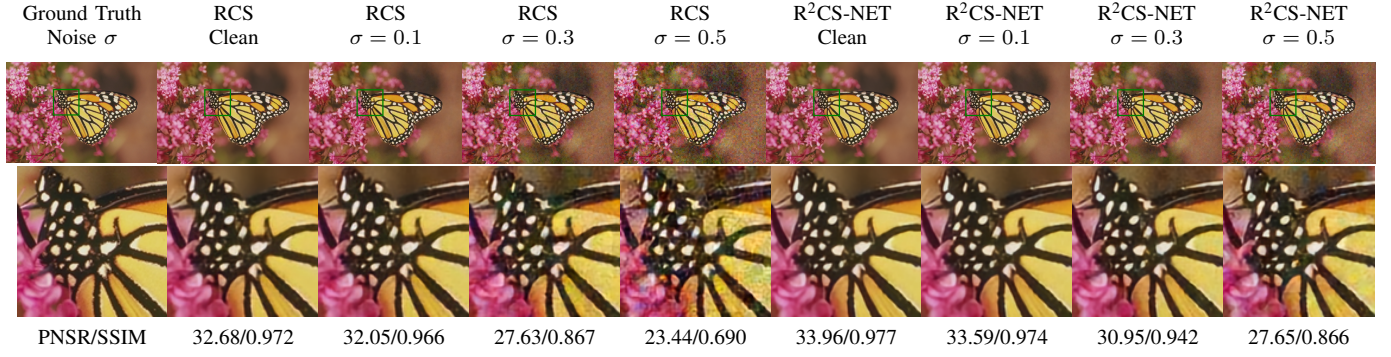 Ground Truth RCS RCS RCS RCS R²CS-NET R²CS-NET R²CS-NET R²CS-NET
Noise σ Clean σ = 0.1 σ = 0.3 σ = 0.5 Clean σ = 0.1 σ = 0.3 σ = 0.5
PNSR/SSIM 32.68/0.972 32.05/0.966 27.63/0.867 23.44/0.690 33.96/0.977 33.59/0.974 30.95/0.942 27.65/0.866